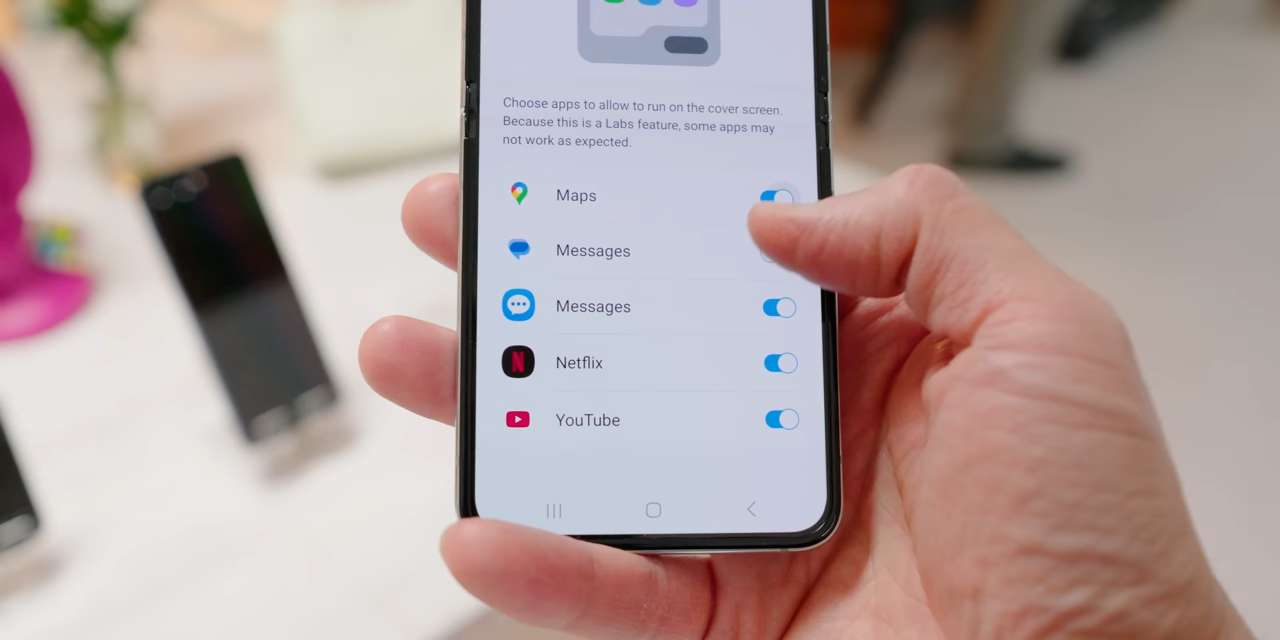 Choose apps to allow to run on the cover screen.
Because this is a Labs feature, some apps may
not work as expected.
Maps
Messages
Messages
Netflix
YouTube